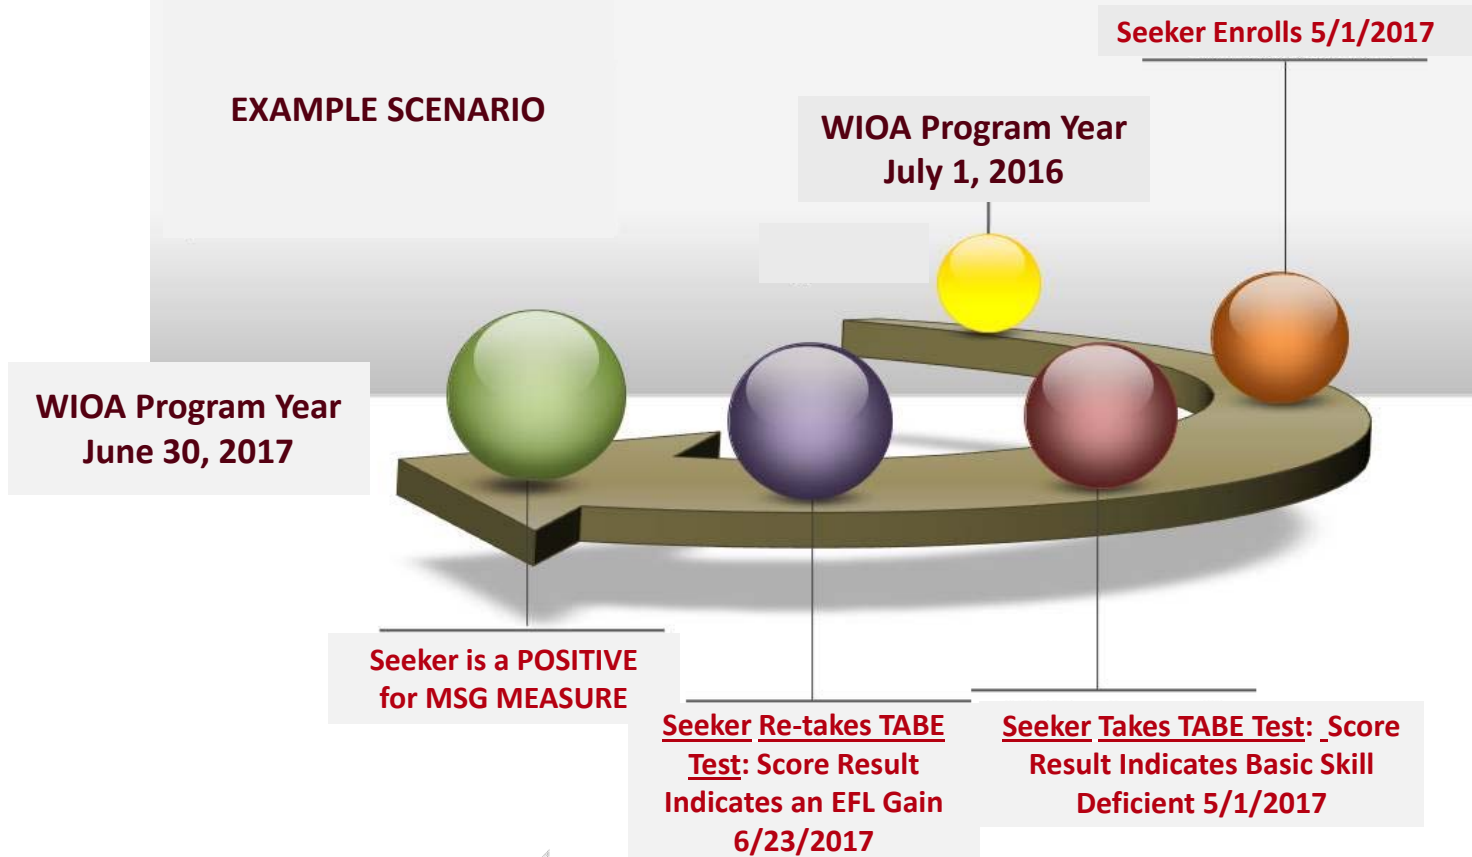 Seeker Enrolls 5/1/2017
EXAMPLE SCENARIO
WIOA Program Year
July 1, 2016
WIOA Program Year
June 30, 2017
Seeker is a POSITIVE
for MSG MEASURE
Seeker Re-takes TABE
Test: Score Result
Indicates an EFL Gain
6/23/2017
Seeker Takes TABE Test: Score
Result Indicates Basic Skill
Deficient 5/1/2017